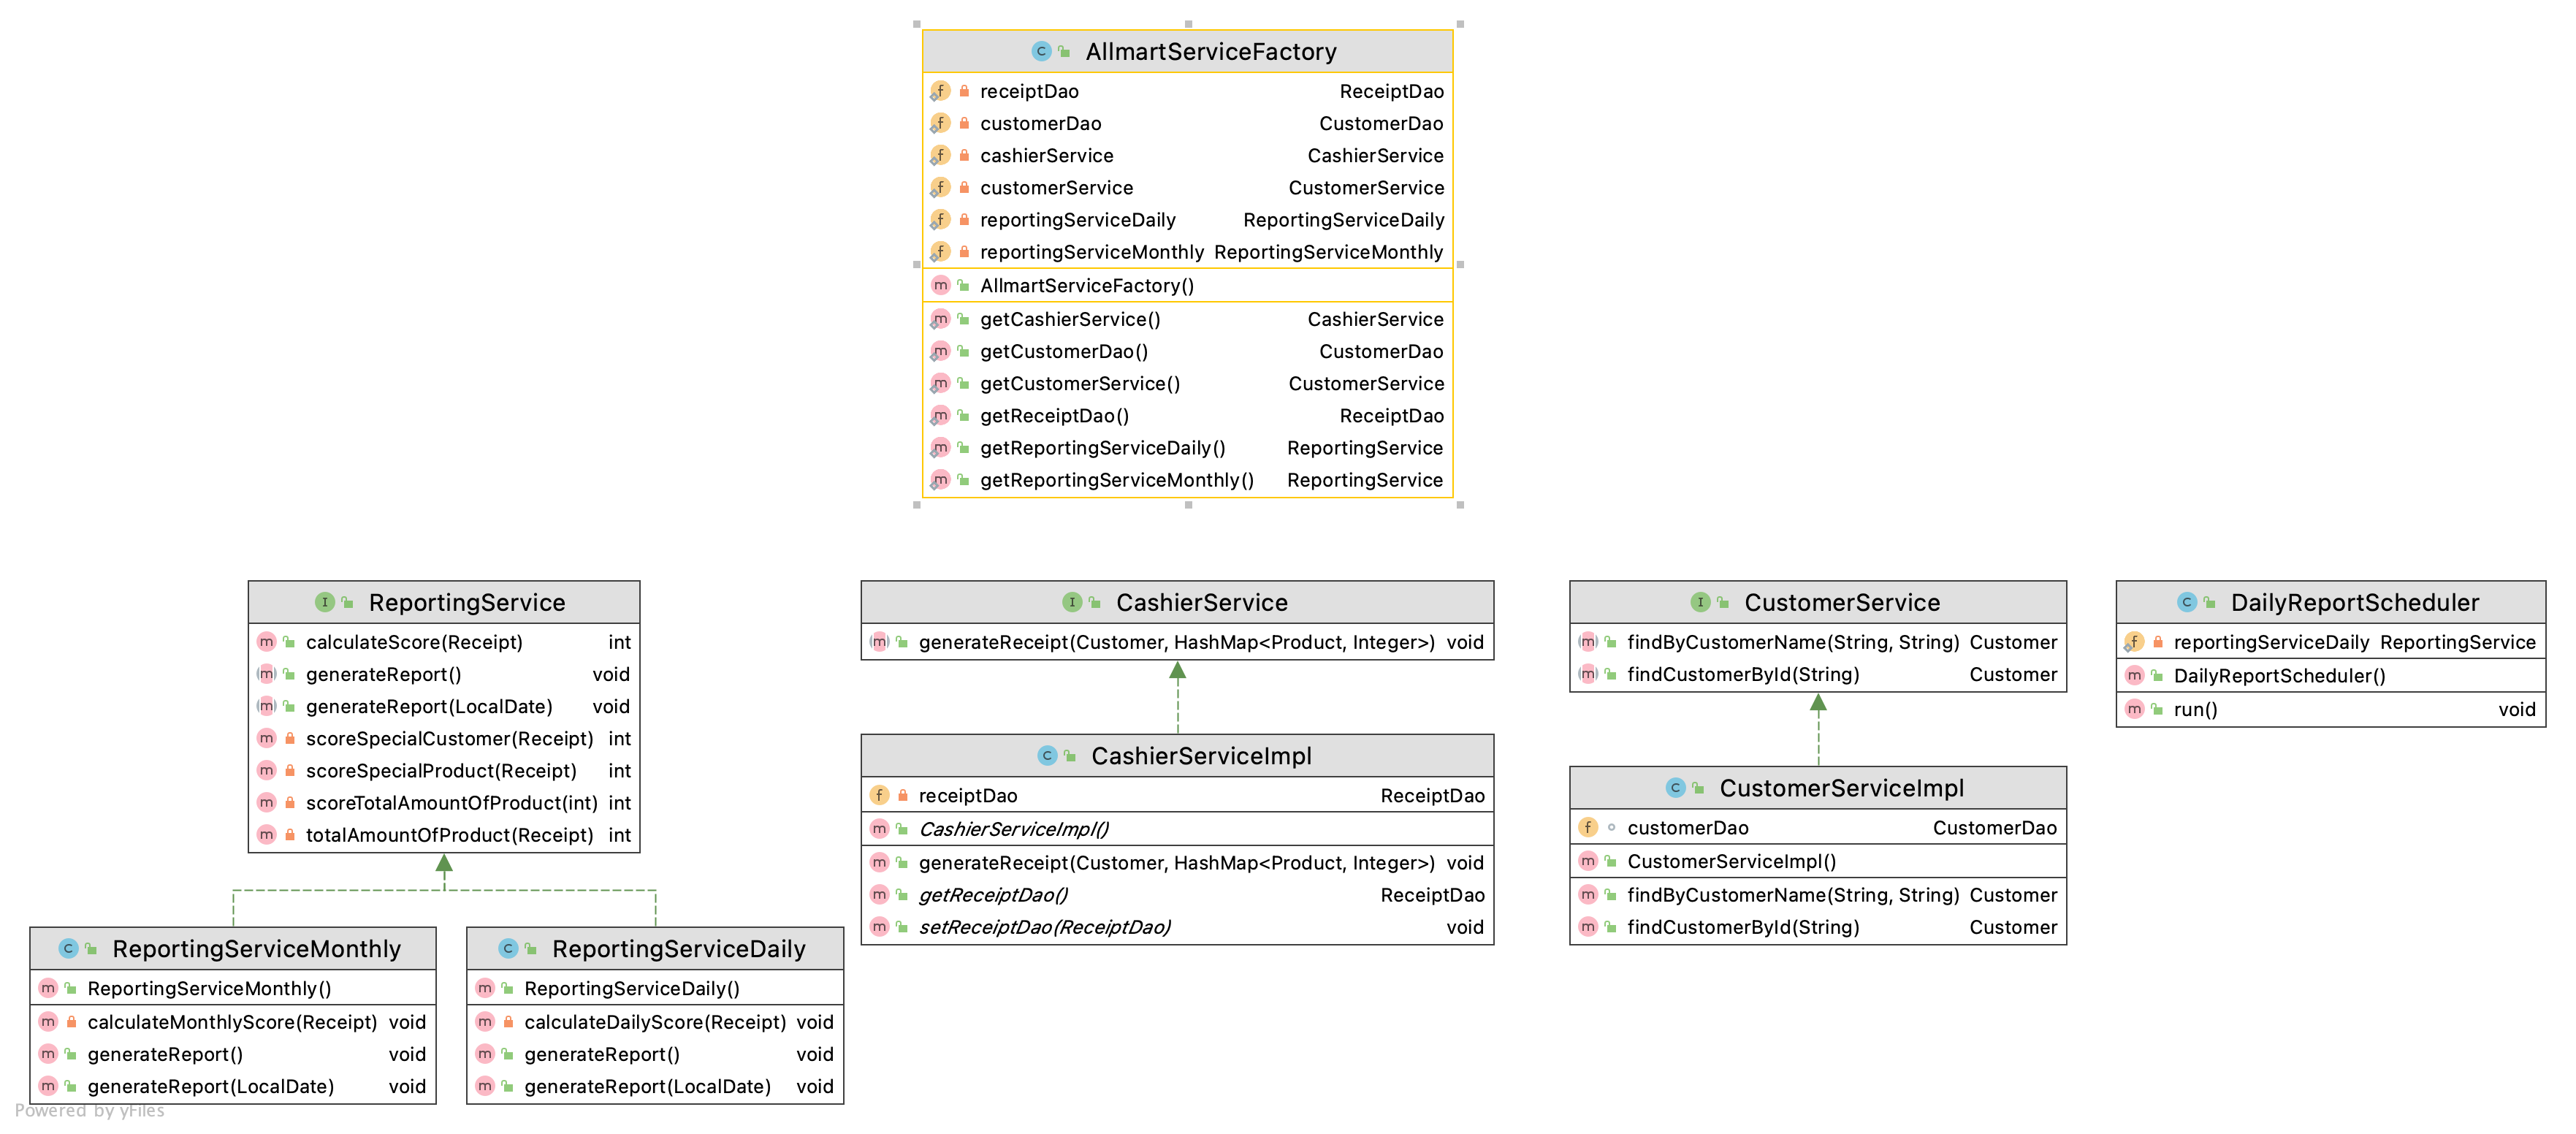 AllmartServiceFactory
receiptDao ReceiptDao
customerDao CustomerDao
cashierService CashierService
customerService CustomerService
reportingServiceDaily ReportingServiceDaily
reportingServiceMonthly ReportingServiceMonthly
AllmartServiceFactory()
getCashierService() CashierService
getCustomerDao() CustomerDao
getCustomerService() CustomerService
getReceiptDao() ReceiptDao
getReportingServiceDaily() ReportingService
getReportingServiceMonthly() ReportingService
ReportingService
calculateScore(Receipt) int
generateReport() void
generateReport(LocalDate) void
scoreSpecialCustomer(Receipt) int
scoreSpecialProduct(Receipt) int
scoreTotalAmountOfProduct(int) int
totalAmountOfProduct(Receipt) int
CashierService
generateReceipt(Customer, HashMap<Product, Integer>) void
CustomerService
findByCustomerName(String, String) Customer
findCustomerById(String) Customer
DailyReportScheduler
reportingServiceDaily ReportingService
DailyReportScheduler()
run() void
CashierServiceImpl
receiptDao ReceiptDao
CashierServiceImpl()
generateReceipt(Customer, HashMap<Product, Integer>) void
getReceiptDao() ReceiptDao
setReceiptDao(ReceiptDao) void
CustomerServiceImpl
customerDao CustomerDao
CustomerServiceImpl()
findByCustomerName(String, String) Customer
findCustomerById(String) Customer
ReportingServiceMonthly
ReportingServiceMonthly()
calculateMonthlyScore(Receipt) void
generateReport() void
generateReport(LocalDate) void
ReportingServiceDaily
ReportingServiceDaily()
calculateDailyScore(Receipt) void
generateReport() void
generateReport(LocalDate) void
Powered by yFiles